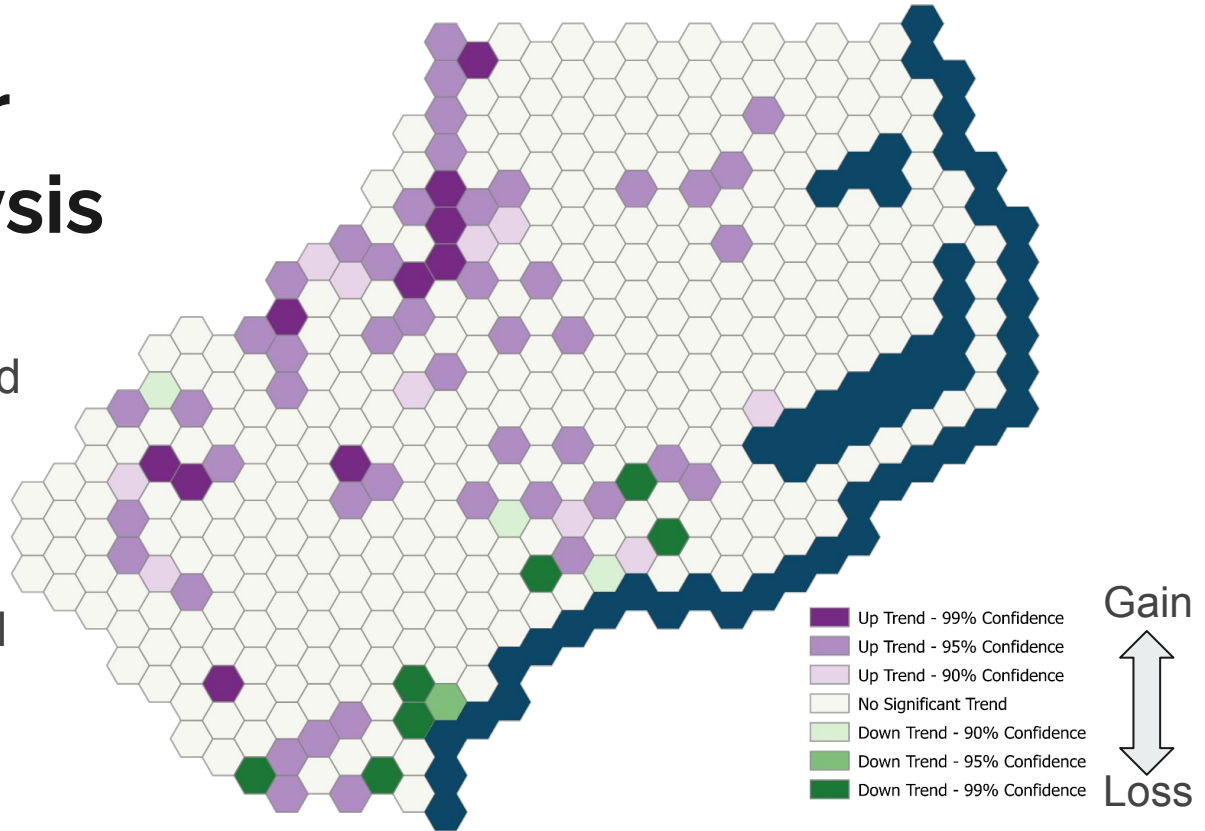 r
ysis
d
l
Gain
Up Trend - 99% Confidence
Up Trend - 95% Confidence
Up Trend - 90% Confidence
No Significant Trend
Down Trend - 90% Confidence
Down Trend - 95% Confidence
Down Trend - 99% Confidence
Loss